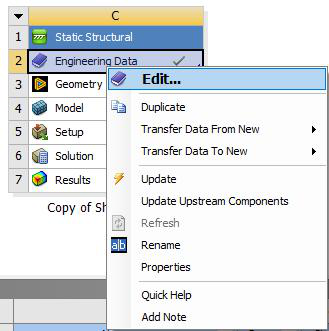 C
1 Static Structural
2 Engineering Data
Edit...
3 Geometry
Duplicate
4 Model
Transfer Data From New
5 Setup
Transfer Data To New
6 Solution
7 Results
Update
Copy of Sh
Update Upstream Components
Refresh
a|b Rename
Properties
Quick Help
Add Note